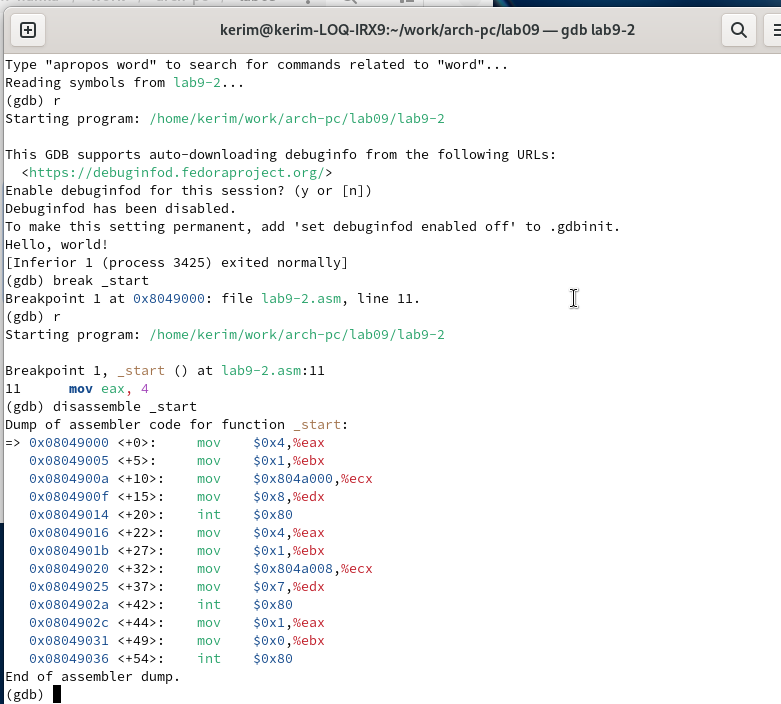 kerim@kerim-LOQ-IRX9:~/work/arch-pc/lab09 — gdb lab9-2
Type "apropos word" to search for commands related to "word"...
Reading symbols from lab9-2...
(gdb) r
Starting program: /home/kerim/work/arch-pc/lab09/lab9-2

This GDB supports auto-downloading debuginfo from the following URLs:
  <https://debuginfod.fedoraproject.org/>
Enable debuginfod for this session? (y or [n])
Debuginfod has been disabled.
To make this setting permanent, add 'set debuginfod enabled off' to .gdbinit.
Hello, world!
[Inferior 1 (process 3425) exited normally]
(gdb) break _start
Breakpoint 1 at 0x8049000: file lab9-2.asm, line 11.
(gdb) r
Starting program: /home/kerim/work/arch-pc/lab09/lab9-2

Breakpoint 1, _start () at lab9-2.asm:11
11      mov eax, 4
(gdb) disassemble _start
Dump of assembler code for function _start:
=> 0x08049000 <+0>:     mov    $0x4,%eax
   0x08049005 <+5>:     mov    $0x1,%ebx
   0x0804900a <+10>:    mov    $0x804a000,%ecx
   0x0804900f <+15>:    mov    $0x8,%edx
   0x08049014 <+20>:    int    $0x80
   0x08049016 <+22>:    mov    $0x4,%eax
   0x0804901b <+27>:    mov    $0x1,%ebx
   0x08049020 <+32>:    mov    $0x804a008,%ecx
   0x08049025 <+37>:    mov    $0x7,%edx
   0x0804902a <+42>:    int    $0x80
   0x0804902c <+44>:    mov    $0x1,%eax
   0x08049031 <+49>:    mov    $0x0,%ebx
   0x08049036 <+54>:    int    $0x80
End of assembler dump.
(gdb)